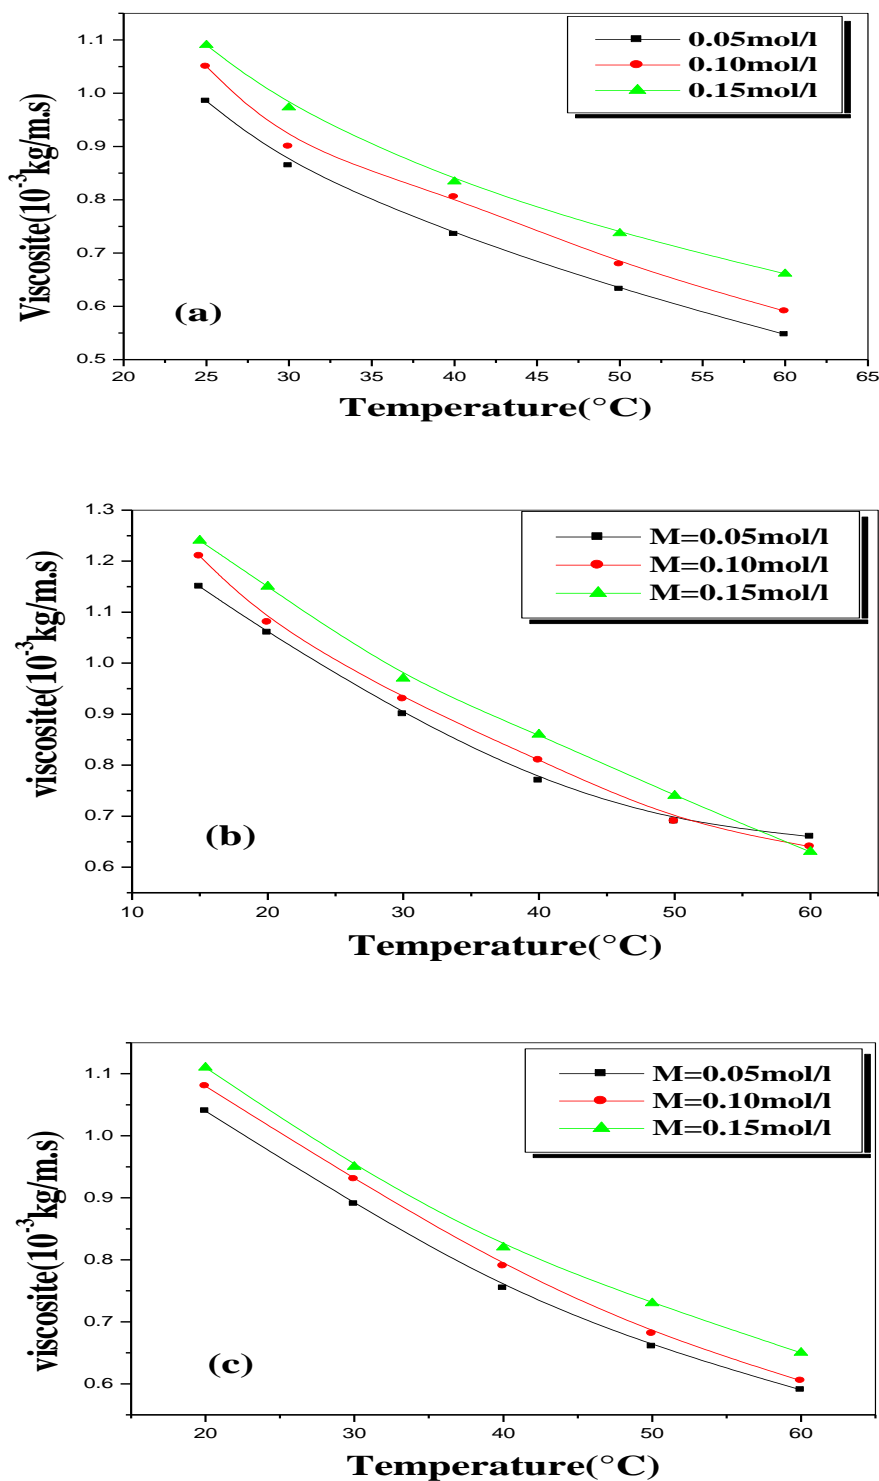 1.1
1.0
0.9
0.8
0.7
0.6
0.5
Viscosite(10⁻³kg/m.s)
0.05mol/l
0.10mol/l
0.15mol/l
(a)
20 25 30 35 40 45 50 55 60 65
Temperature(°C)
1.3
1.2
1.1
1.0
0.9
0.8
0.7
0.6
viscosite(10⁻³kg/m.s)
M=0.05mol/l
M=0.10mol/l
M=0.15mol/l
(b)
10 20 30 40 50 60
Temperature(°C)
1.1
1.0
0.9
0.8
0.7
0.6
viscosite(10⁻³kg/m.s)
M=0.05mol/l
M=0.10mol/l
M=0.15mol/l
(c)
20 30 40 50 60
Temperature(°C)